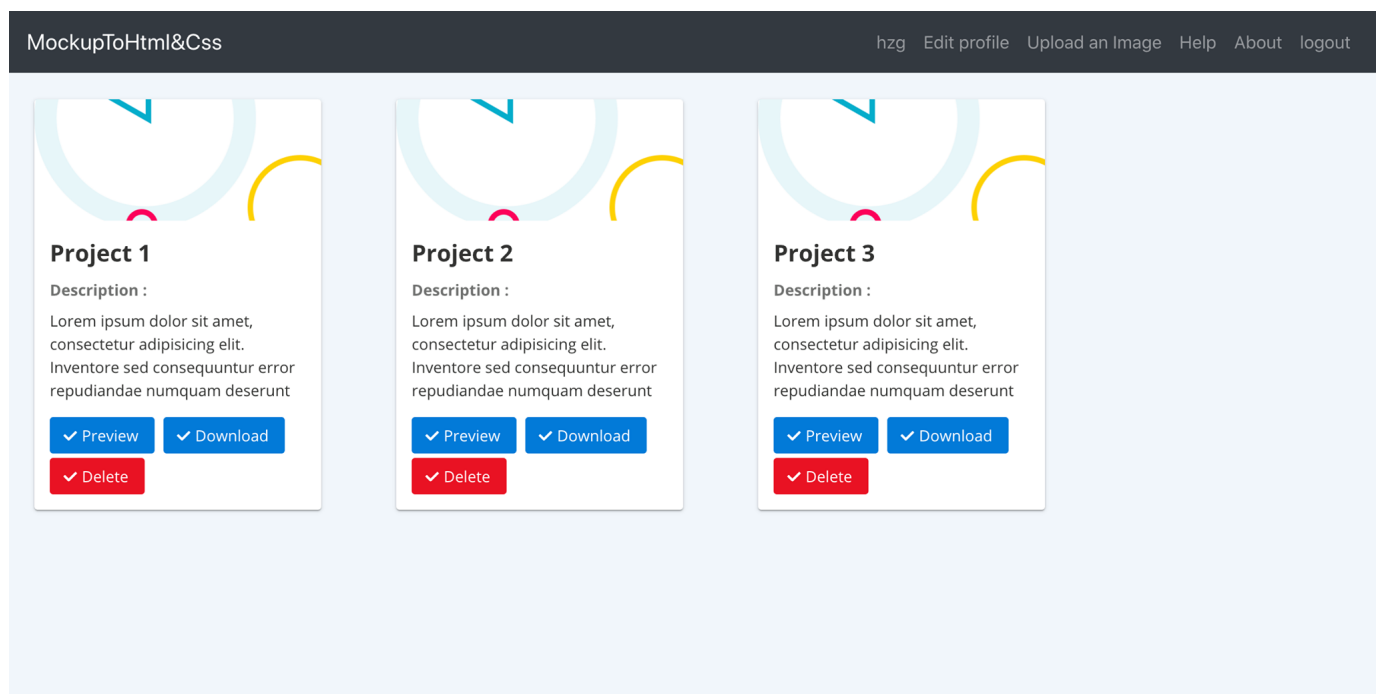 MockupToHtml&Css
hzg Edit profile Upload an Image Help About logout
Project 1
Description :
Lorem ipsum dolor sit amet,
consectetur adipisicing elit.
Inventore sed consequuntur error
repudiandae numquam deserunt
Preview Download
Delete
Project 2
Description :
Lorem ipsum dolor sit amet,
consectetur adipisicing elit.
Inventore sed consequuntur error
repudiandae numquam deserunt
Preview Download
Delete
Project 3
Description :
Lorem ipsum dolor sit amet,
consectetur adipisicing elit.
Inventore sed consequuntur error
repudiandae numquam deserunt
Preview Download
Delete